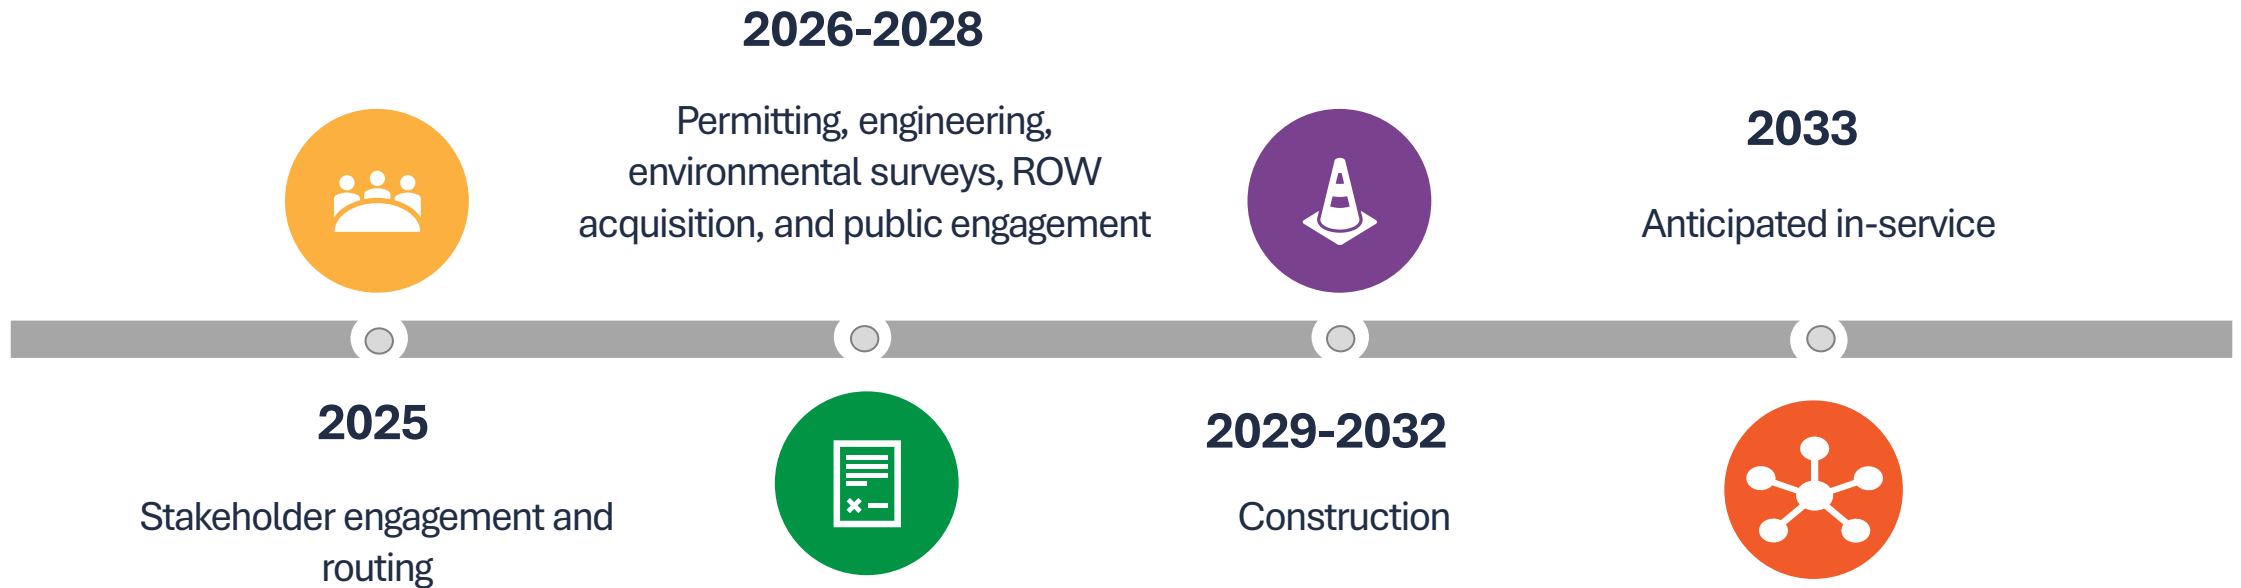 2025
Stakeholder engagement and
routing
2026-2028
Permitting, engineering,
environmental surveys, ROW
acquisition, and public engagement
2029-2032
Construction
2033
Anticipated in-service